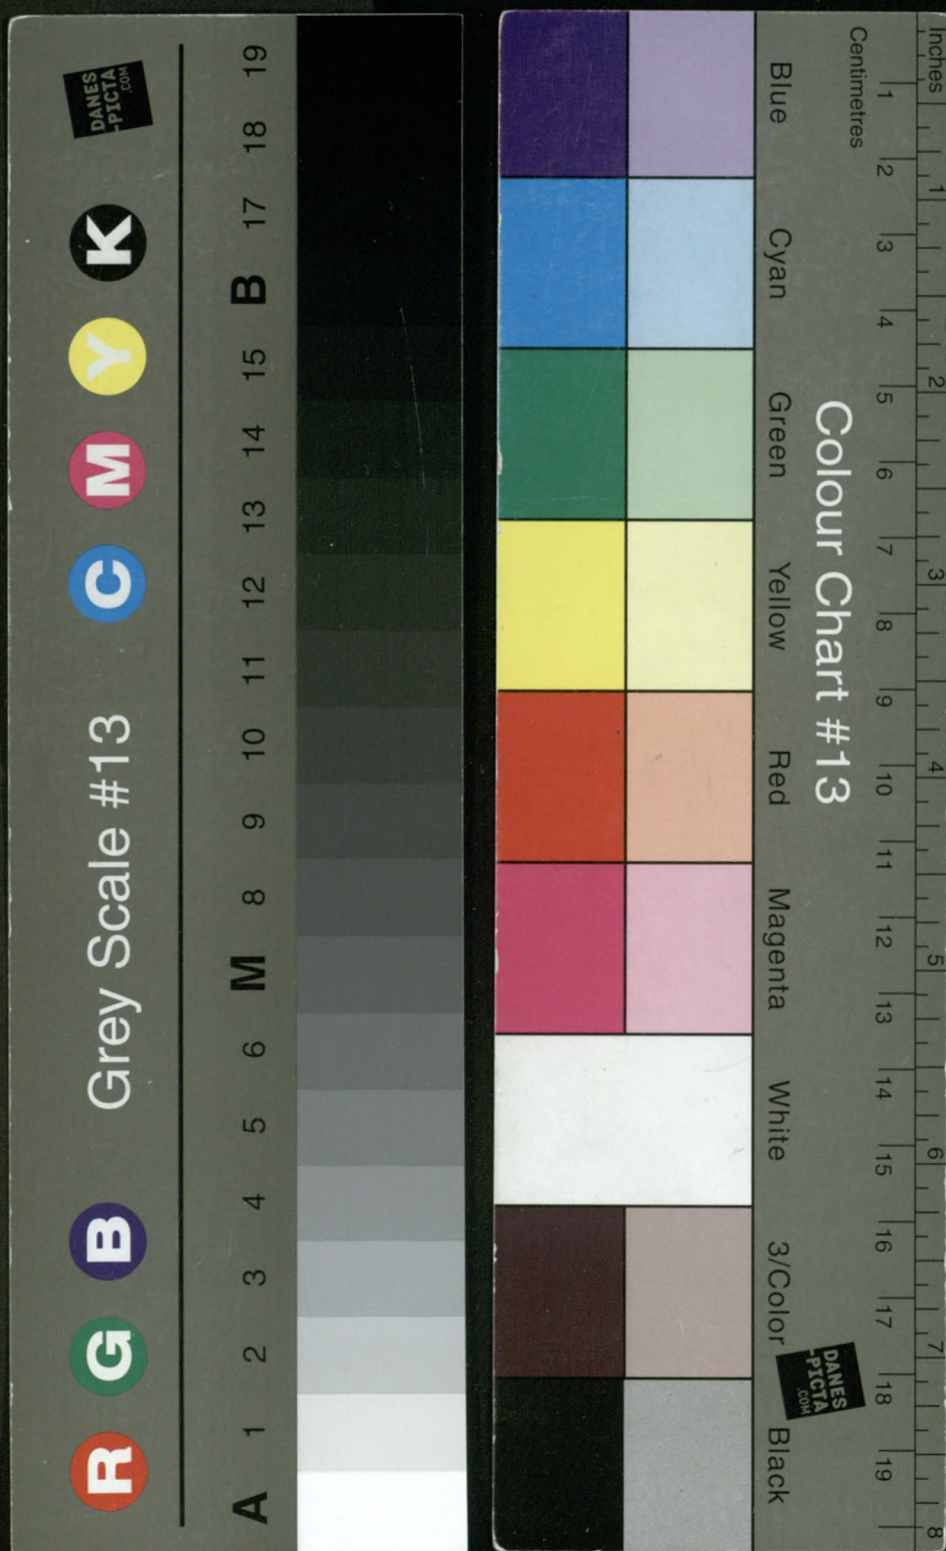 R G B Grey Scale #13 C M Y K
DANES
-PICTA
.COM
A 1 2 3 4 5 6 M 8 9 10 11 12 13 14 15 B 17 18 19
Inches 1 2 3 4 5 6 7 8
Centimetres 1 2 3 4 5 6 7 8 9 10 11 12 13 14 15 16 17 18 19
Colour Chart #13
DANES
-PICTA
.COM
Blue Cyan Green Yellow Red Magenta White 3/Color Black